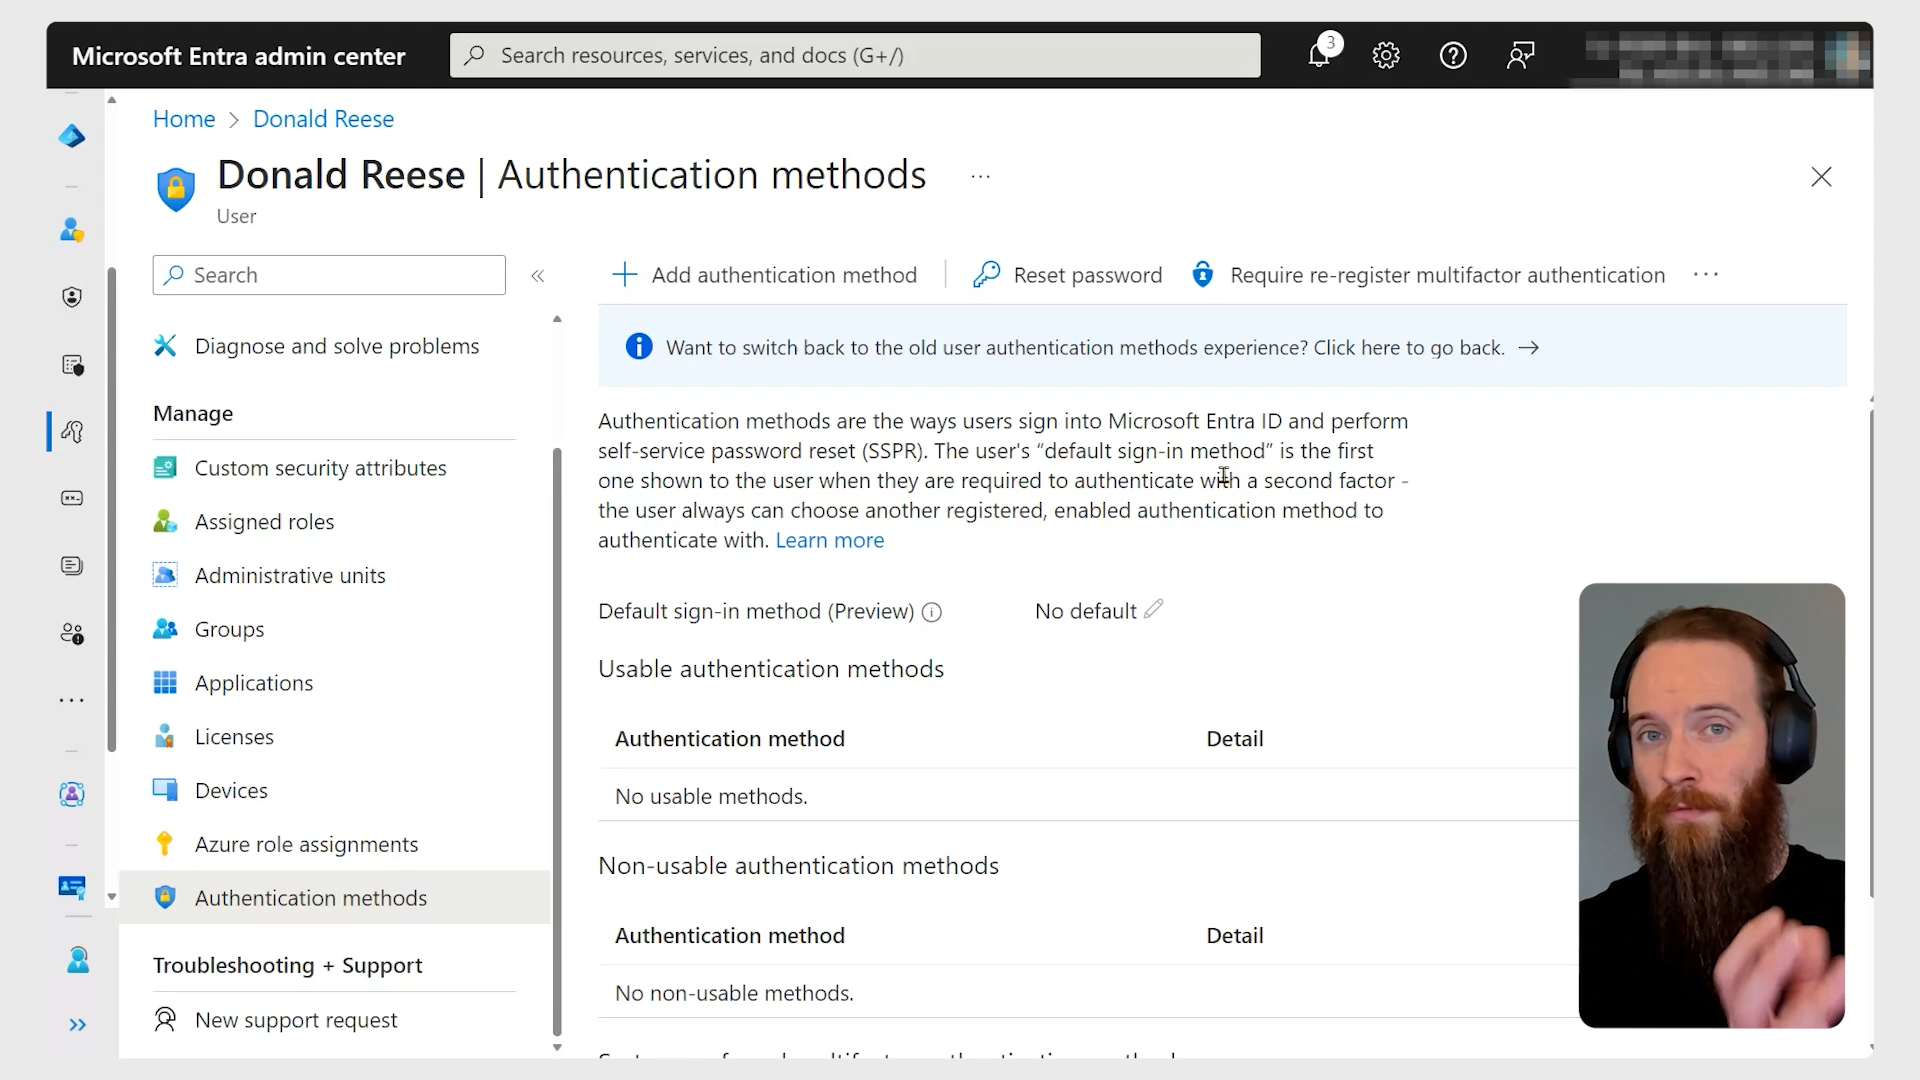 Microsoft Entra admin center
Search resources, services, and docs (G+/)
3
Home > Donald Reese
Donald Reese | Authentication methods
User
Search
Add authentication method
Reset password
Require re-register multifactor authentication
Diagnose and solve problems
Manage
Custom security attributes
Assigned roles
Administrative units
Groups
Applications
Licenses
Devices
Azure role assignments
Authentication methods
Troubleshooting + Support
New support request
Want to switch back to the old user authentication methods experience? Click here to go back.
Authentication methods are the ways users sign into Microsoft Entra ID and perform
self-service password reset (SSPR). The user's “default sign-in method” is the first
one shown to the user when they are required to authenticate with a second factor -
the user always can choose another registered, enabled authentication method to
authenticate with. Learn more
Default sign-in method (Preview)
No default
Usable authentication methods
Authentication method
Detail
No usable methods.
Non-usable authentication methods
Authentication method
Detail
No non-usable methods.